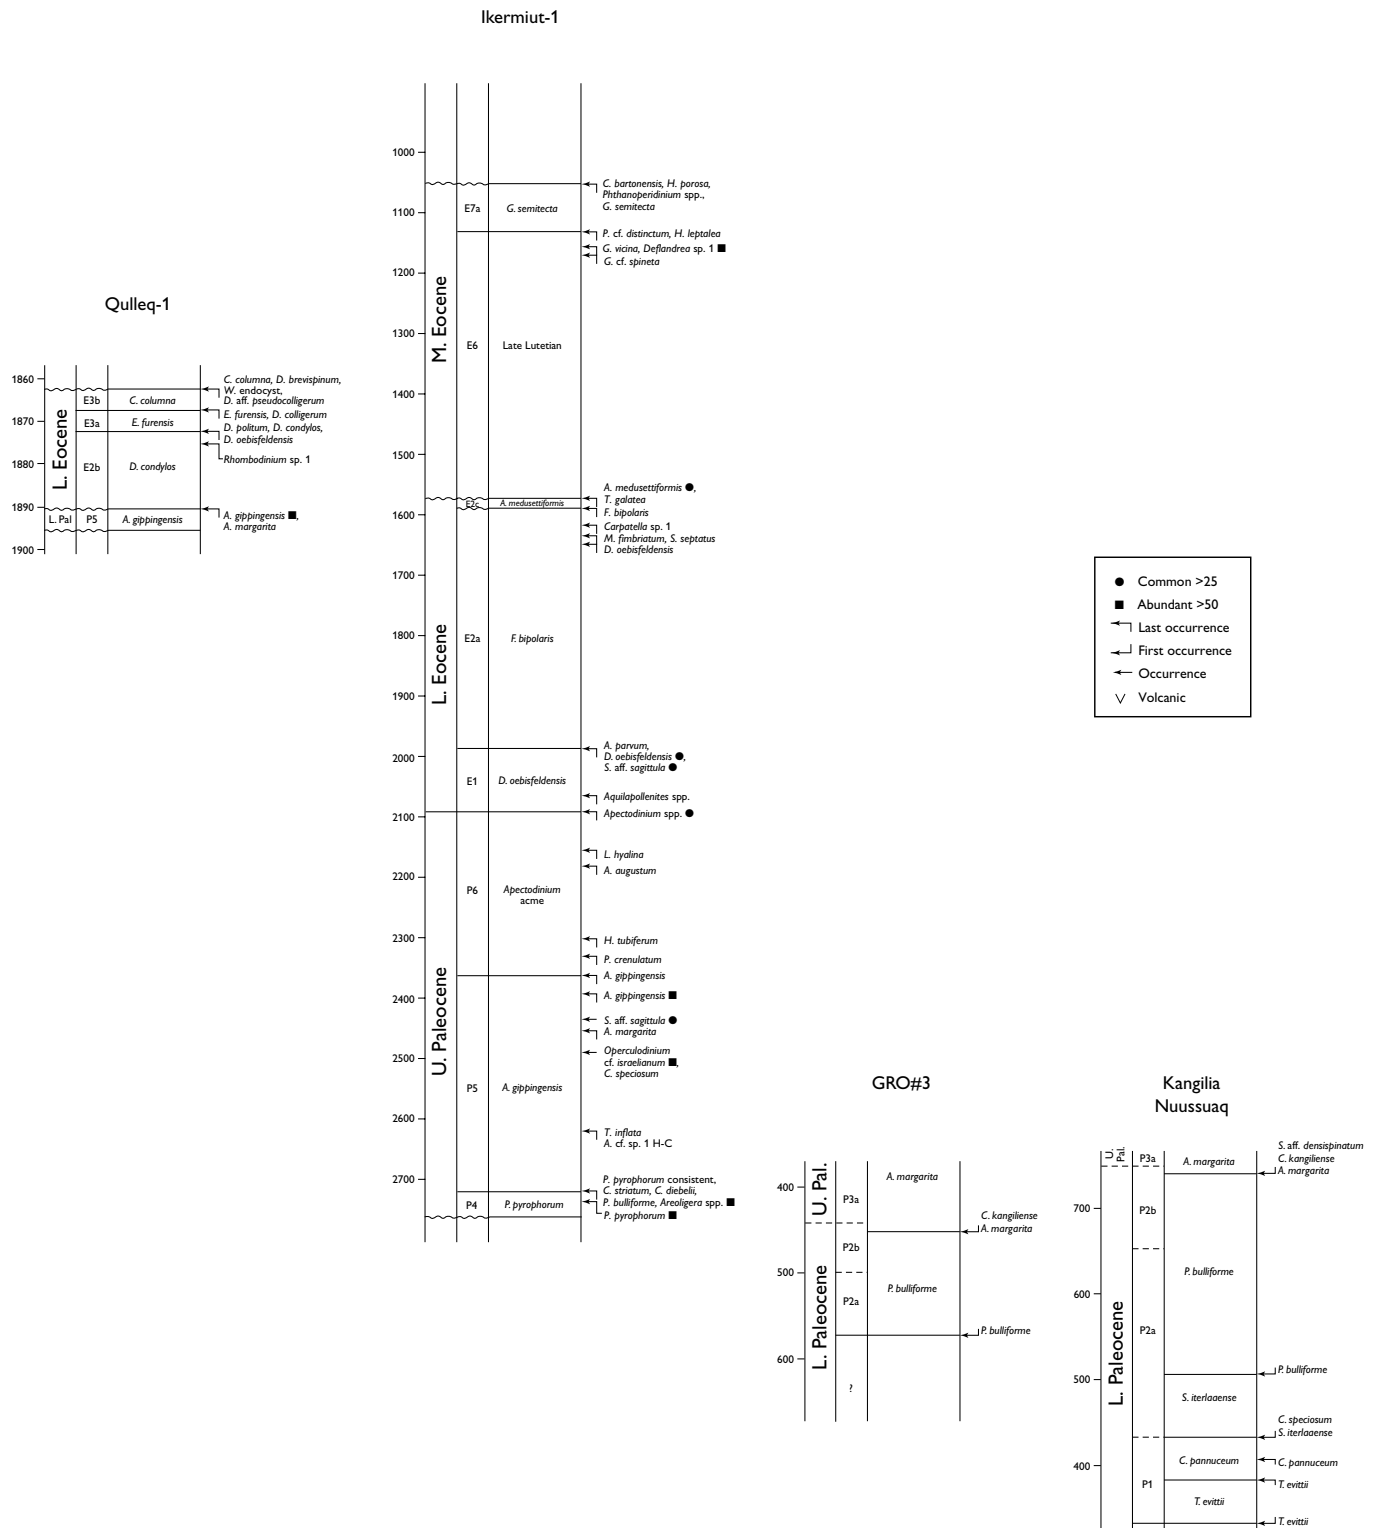 Ikermiut-1
1000
1100
1200
1300
1400
1500
1600
1700
1800
1900
2000
2100
2200
2300
2400
2500
2600
2700
M. Eocene
L. Eocene
U. Paleocene
E7a
E6
E2c
E2a
E1
P6
P5
P4
G. semitecta
Late Lutetian
A. medusettiformis
F. bipolaris
D. oebisfeldensis
Apectodinium
acme
A. gippingensis
P. pyrophorum
C. bartonensis, H. porosa,
Phthanoperidinium spp.,
G. semitecta
P. cf. distinctum, H. leptalea
G. vicina, Deflandrea sp. 1 ■
G. cf. spineta
A. medusettiformis ●,
T. galatea
F. bipolaris
Carpatella sp. 1
M. fimbriatum, S. septatus
D. oebisfeldensis
A. parvum,
D. oebisfeldensis ●,
S. aff. sagittula ●
Aquilapollenites spp.
Apectodinium spp. ●
L. hyalina
A. augustum
H. tubiferum
P. crenulatum
A. gippingensis
A. gippingensis ■
S. aff. sagittula ●
A. margarita
Operculodinium
cf. israelianum ■,
C. speciosum
T. inflata
A. cf. sp. 1 H-C
P. pyrophorum consistent,
C. striatum, C. diebelii,
P. bulliforme, Areoligera spp. ■
P. pyrophorum ■
Qulleq-1
1860
1870
1880
1890
1900
L. Eocene
L. Pal
E3b
E3a
E2b
P5
C. columna
E. furensis
D. condylos
A. gippingensis
C. columna, D. brevispinum,
W. endocyst,
D. aff. pseudocolligerum
E. furensis, D. colligerum
D. politum, D. condylos,
D. oebisfeldensis
Rhombodinium sp. 1
A. gippingensis ■,
A. margarita
● Common >25
■ Abundant >50
Last occurrence
First occurrence
Occurrence
V Volcanic
GRO#3
400
500
600
U. Pal.
L. Paleocene
P3a
P2b
P2a
?
A. margarita
P. bulliforme
C. kangiliense
A. margarita
P. bulliforme
Kangilia
Nuussuaq
700
600
500
400
U.
Pal.
L. Paleocene
P3a
P2b
P2a
P1
A. margarita
P. bulliforme
S. iterlaaense
C. pannuceum
T. evittii
S. aff. densispinatum
C. kangiliense
A. margarita
P. bulliforme
C. speciosum
S. iterlaaense
C. pannuceum
T. evittii
T. evittii